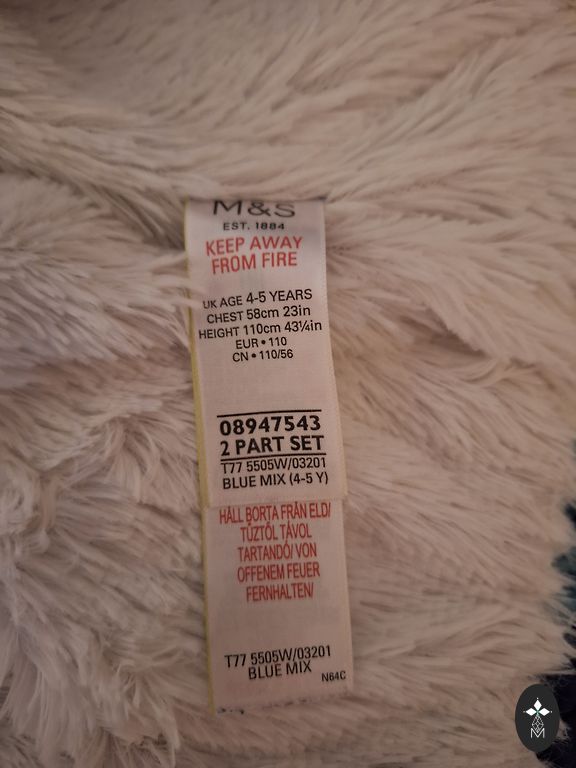 M&S
EST. 1884
KEEP AWAY
FROM FIRE
UK AGE 4-5 YEARS
CHEST 58cm 23in
HEIGHT 110cm 43¼in
EUR • 110
CN • 110/56
08947543
2 PART SET
T77 5505W/03201
BLUE MIX (4-5 Y)
HÅLL BORTA FRÅN ELD/
TŰZTŐL TÁVOL
TARTANDÓ/ VON
OFFENEM FEUER
FERNHALTEN/
T77 5505W/03201
BLUE MIX
N64C
M